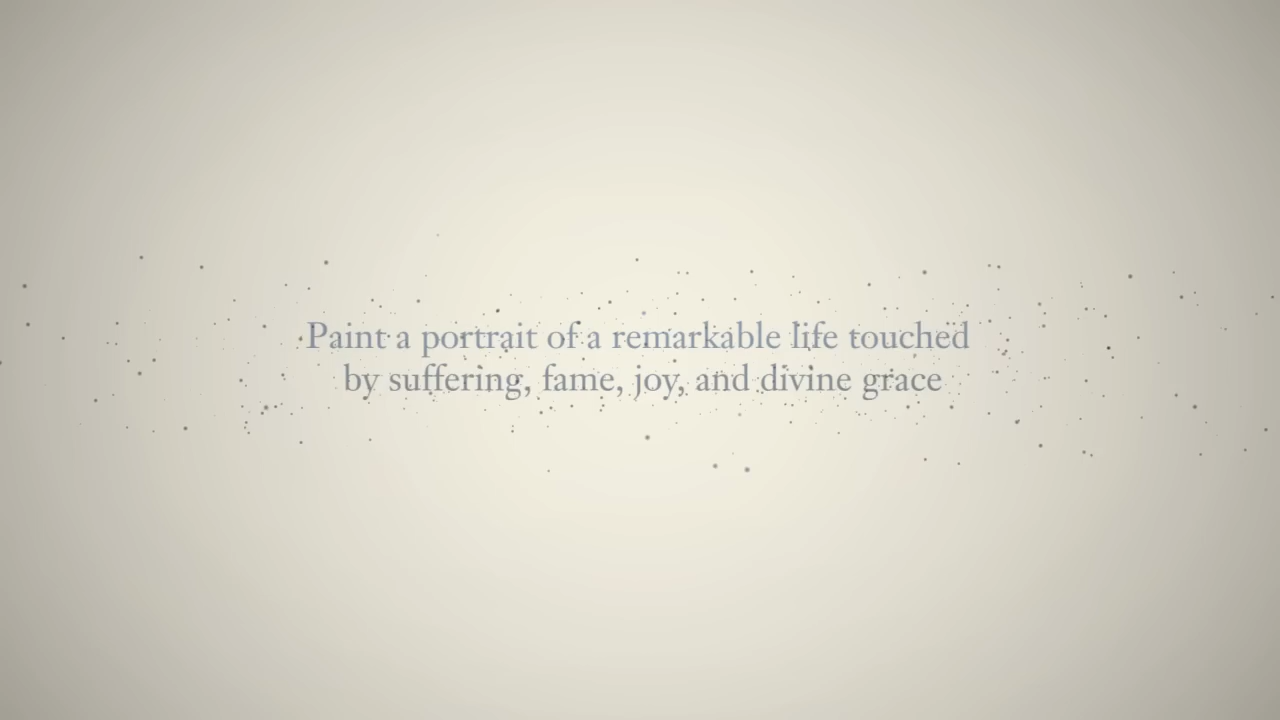 Paint a portrait of a remarkable life touched
by suffering, fame, joy, and divine grace